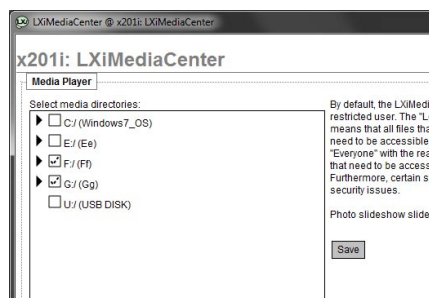 LXiMediaCenter @ x201i: LXiMediaCenter
x201i: LXiMediaCenter
Media Player
Select media directories:
C:/ (Windows7_OS)
E:/ (Ee)
F:/ (Ff)
G:/ (Gg)
U:/ (USB DISK)
By default, the LXiMedi
restricted user. The "L
means that all files tha
need to be accessible
"Everyone" with the rea
that need to be access
Furthermore, certain s
security issues.
Photo slideshow slide
Save